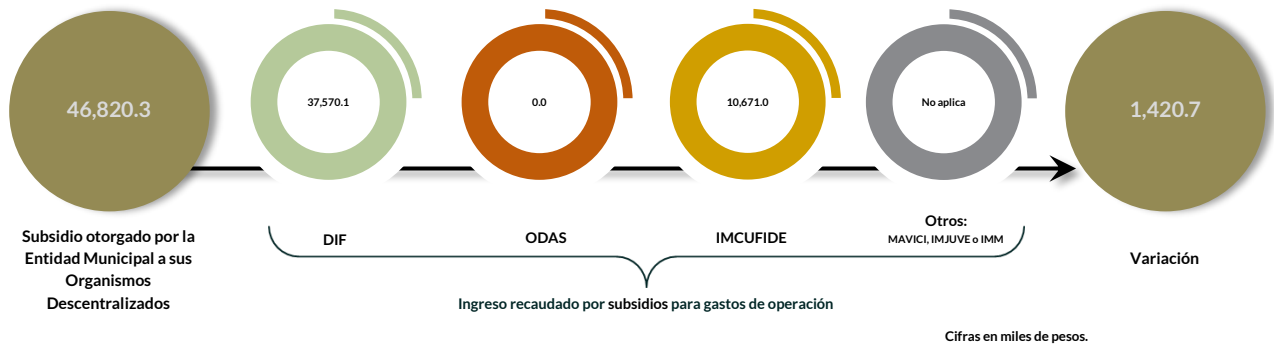 46,820.3
37,570.1
0.0
10,671.0
No aplica
1,420.7
Subsidio otorgado por la
Entidad Municipal a sus
Organismos
Descentralizados
DIF
ODAS
IMCUFIDE
Otros:
MAVICI, IMJUVE o IMM
Variación
Ingreso recaudado por subsidios para gastos de operación
Cifras en miles de pesos.